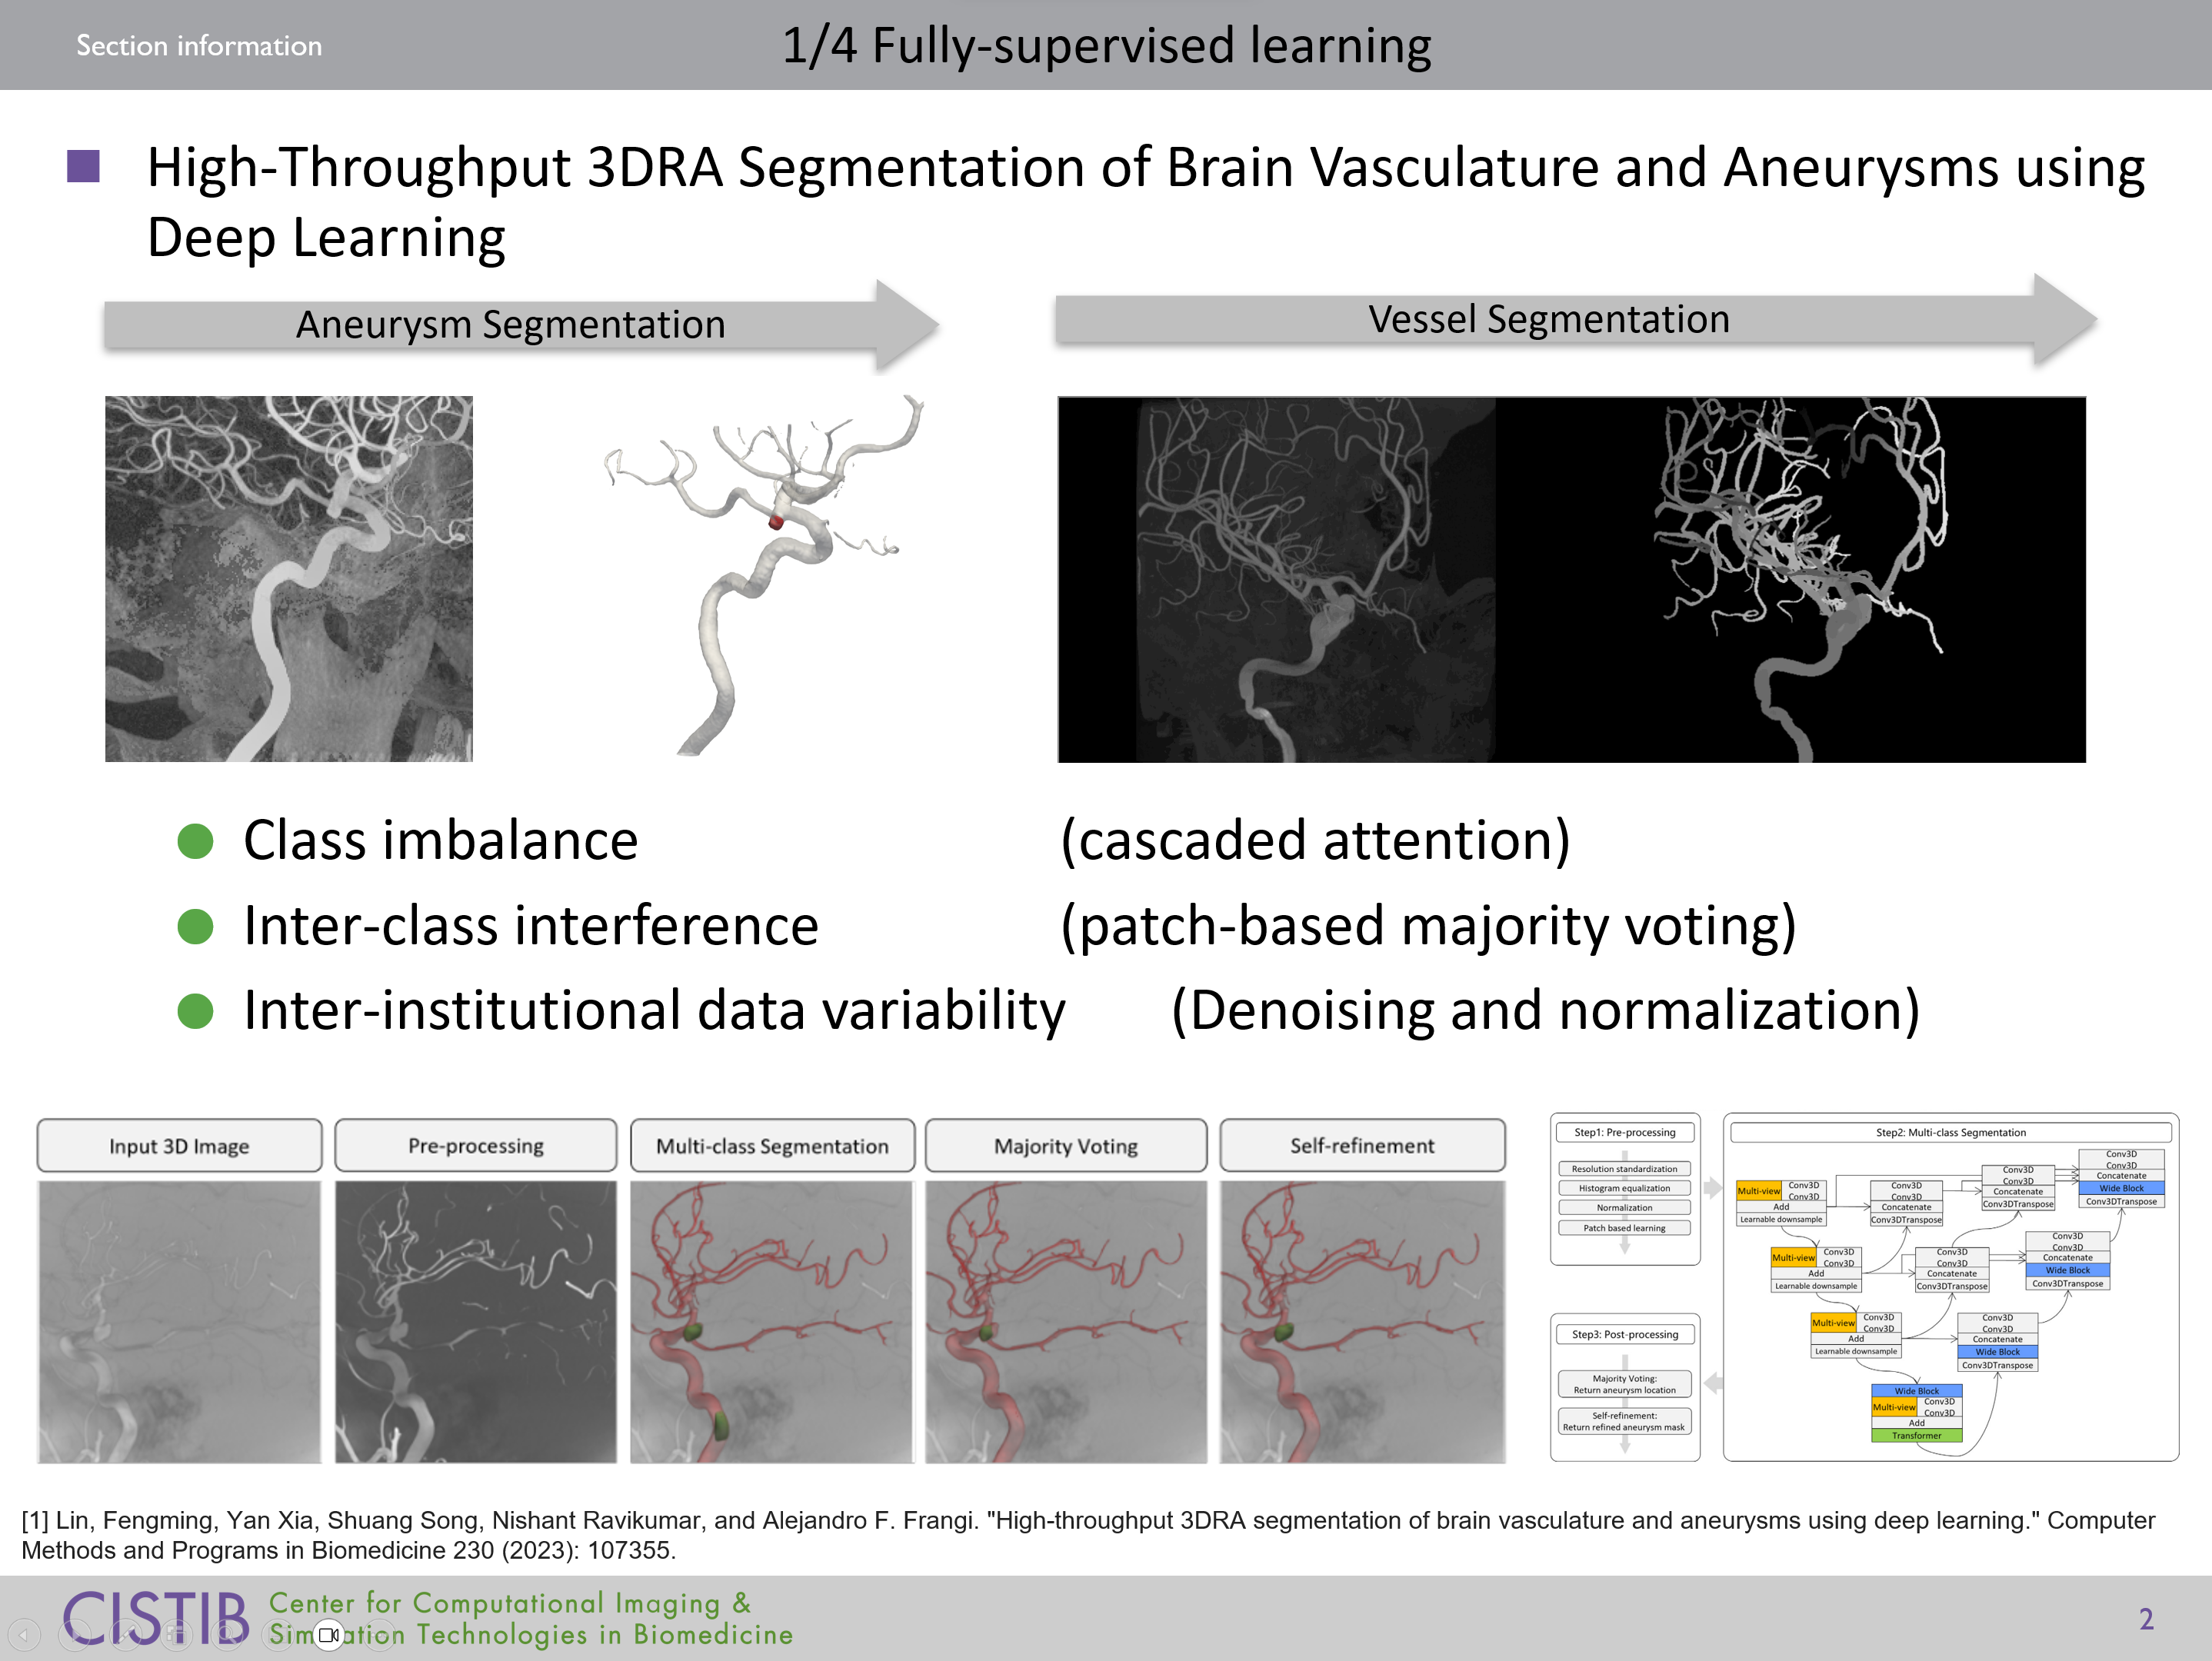 Section information
1/4 Fully-supervised learning
High-Throughput 3DRA Segmentation of Brain Vasculature and Aneurysms using
Deep Learning
Aneurysm Segmentation
Vessel Segmentation
Class imbalance (cascaded attention)
Inter-class interference (patch-based majority voting)
Inter-institutional data variability (Denoising and normalization)
Input 3D Image
Pre-processing
Multi-class Segmentation
Majority Voting
Self-refinement
Step1: Pre-processing
Resolution standardization
Histogram equalization
Normalization
Patch based learning
Step3: Post-processing
Majority Voting:
Return aneurysm location
Self-refinement:
Return refined aneurysm mask
Step2: Multi-class Segmentation
Multi-view
Conv3D
Conv3D
Add
Learnable downsample
Conv3D
Conv3D
Concatenate
Conv3DTranspose
Conv3D
Conv3D
Concatenate
Conv3DTranspose
Conv3D
Conv3D
Concatenate
Wide Block
Conv3DTranspose
Multi-view
Conv3D
Conv3D
Add
Learnable downsample
Conv3D
Conv3D
Concatenate
Conv3DTranspose
Conv3D
Conv3D
Concatenate
Wide Block
Conv3DTranspose
Multi-view
Conv3D
Conv3D
Add
Learnable downsample
Conv3D
Conv3D
Concatenate
Wide Block
Conv3DTranspose
Wide Block
Multi-view
Conv3D
Conv3D
Add
Transformer
[1] Lin, Fengming, Yan Xia, Shuang Song, Nishant Ravikumar, and Alejandro F. Frangi. "High-throughput 3DRA segmentation of brain vasculature and aneurysms using deep learning." Computer
Methods and Programs in Biomedicine 230 (2023): 107355.
CISTIB
Center for Computational Imaging &
Simulation Technologies in Biomedicine
2